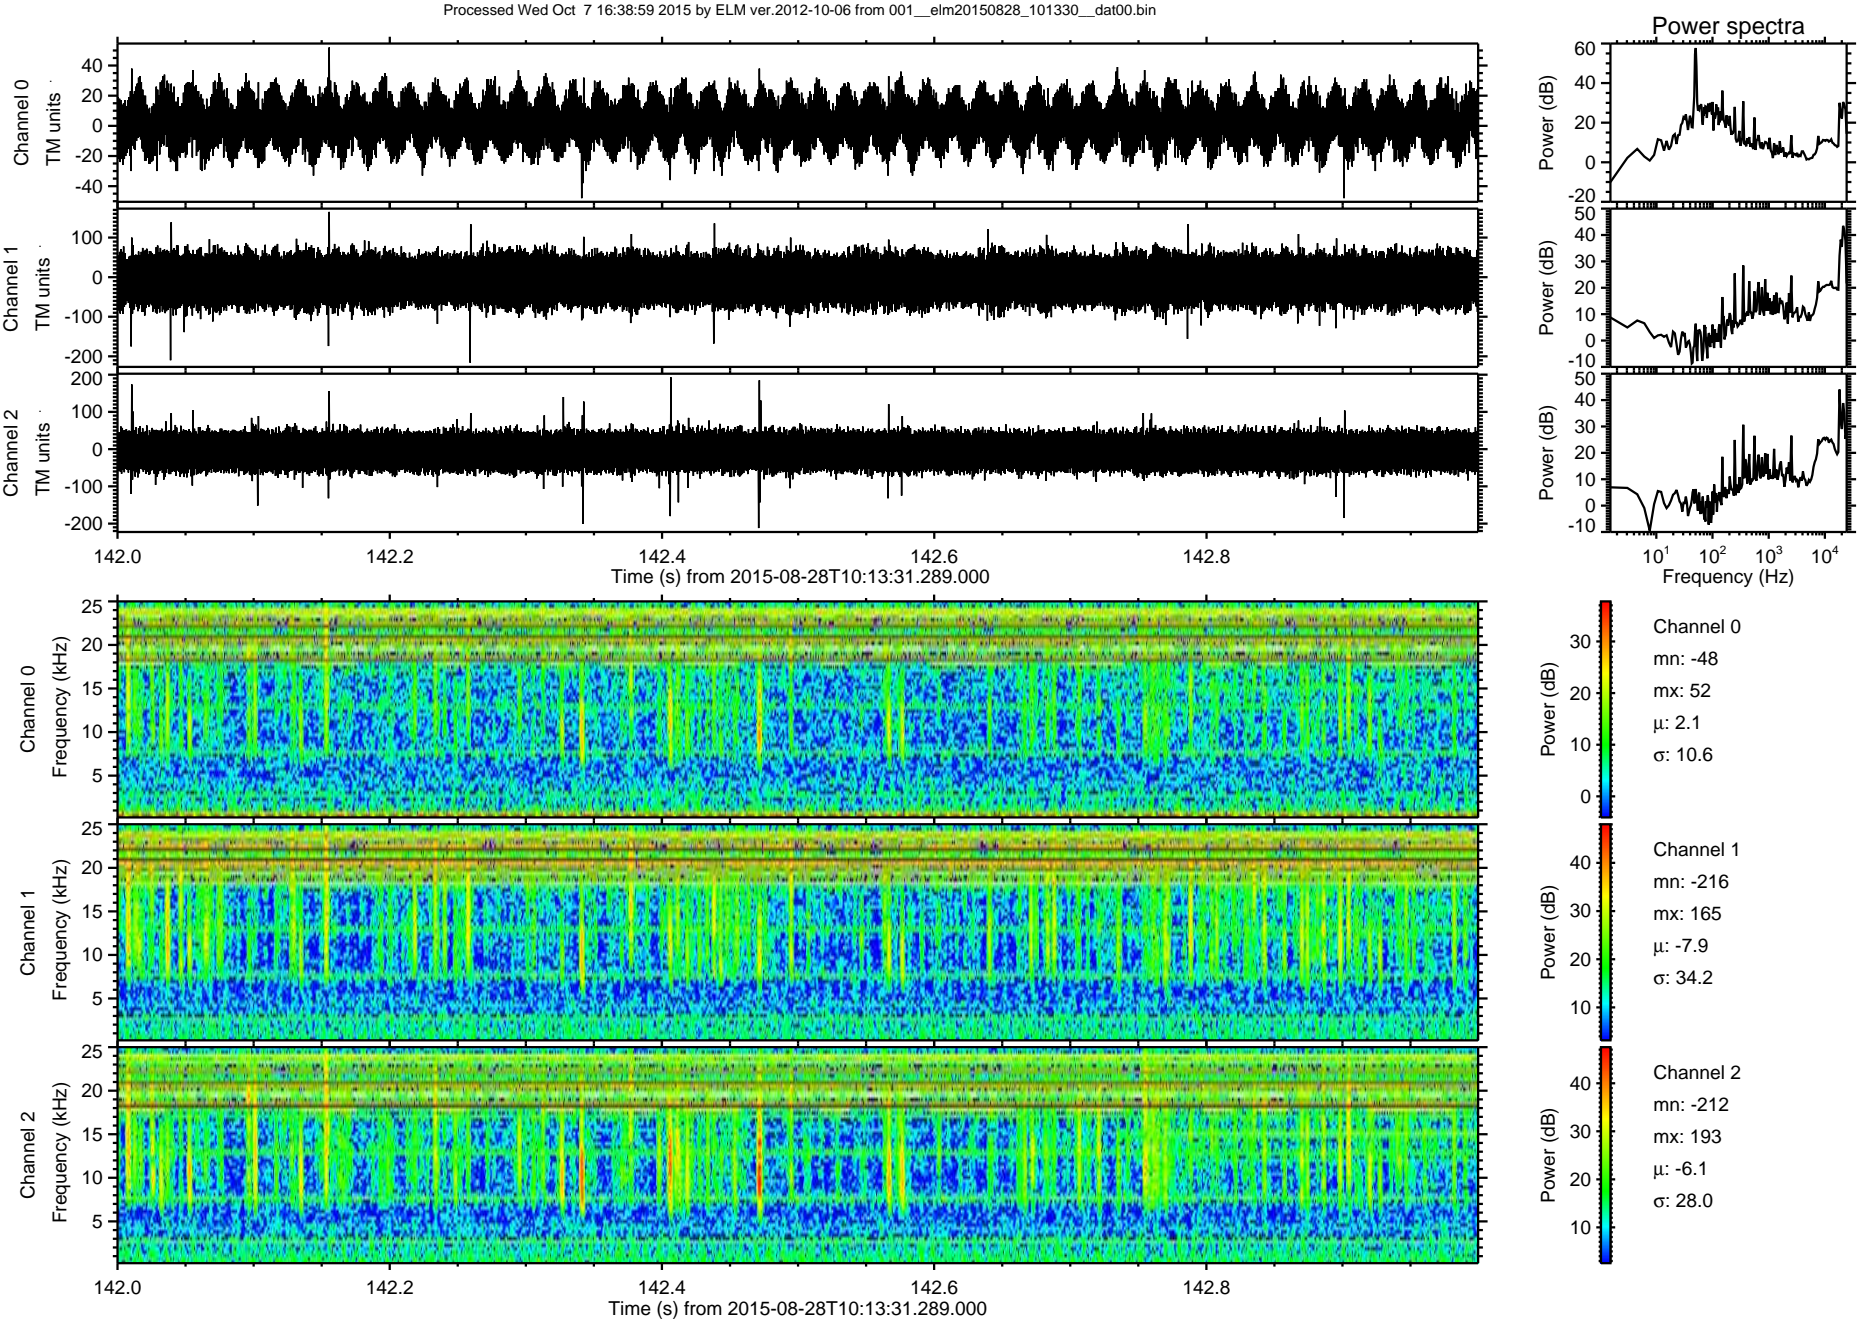 Processed Wed Oct 7 16:38:59 2015 by ELM ver.2012-10-06 from 001__elm20150828_101330__dat00.bin
Power spectra
Channel 0
TM units
40
20
0
-20
-40
Power (dB)
60
40
20
0
-20
Channel 1
TM units
100
0
-100
-200
Power (dB)
50
40
30
20
10
0
-10
Channel 2
TM units
200
100
0
-100
-200
Power (dB)
50
40
30
20
10
0
-10
142.0 142.2 142.4 142.6 142.8
Time (s) from 2015-08-28T10:13:31.289.000
10^1 10^2 10^3 10^4
Frequency (Hz)
Channel 0
Frequency (kHz)
25
20
15
10
5
Power (dB)
30
20
10
0
Channel 0
mn: -48
mx: 52
μ: 2.1
σ: 10.6
Channel 1
Frequency (kHz)
25
20
15
10
5
Power (dB)
40
30
20
10
Channel 1
mn: -216
mx: 165
μ: -7.9
σ: 34.2
Channel 2
Frequency (kHz)
25
20
15
10
5
Power (dB)
40
30
20
10
Channel 2
mn: -212
mx: 193
μ: -6.1
σ: 28.0
142.0 142.2 142.4 142.6 142.8
Time (s) from 2015-08-28T10:13:31.289.000